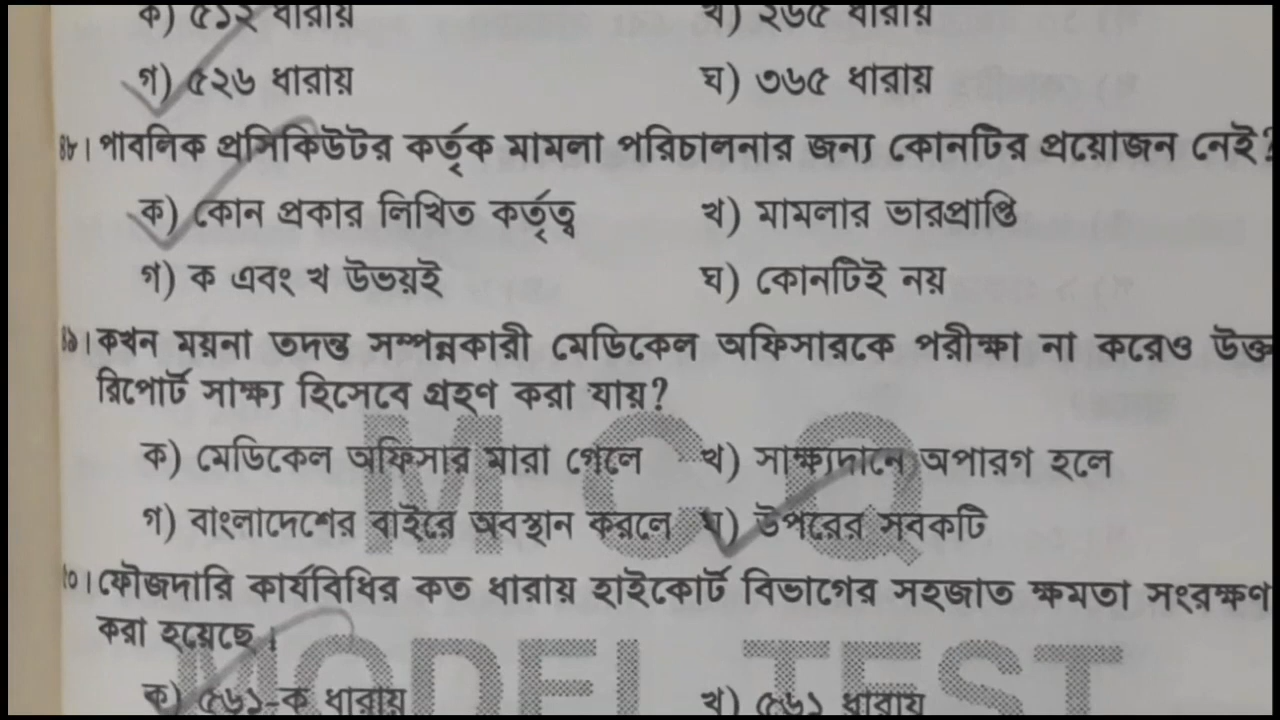 ক) ৫১২ ধারায় খ) ২৬৫ ধারায়
গ) ৫২৬ ধারায় ঘ) ৩৬৫ ধারায়
৪৮। পাবলিক প্রসিকিউটর কর্তৃক মামলা পরিচালনার জন্য কোনটির প্রয়োজন নেই?
ক) কোন প্রকার লিখিত কর্তৃত্ব খ) মামলার ভারপ্রাপ্তি
গ) ক এবং খ উভয়ই ঘ) কোনটিই নয়
৪৯। কখন ময়না তদন্ত সম্পন্নকারী মেডিকেল অফিসারকে পরীক্ষা না করেও উক্ত
রিপোর্ট সাক্ষ্য হিসেবে গ্রহণ করা যায়?
ক) মেডিকেল অফিসার মারা গেলে খ) সাক্ষ্যদানে অপারগ হলে
গ) বাংলাদেশের বাইরে অবস্থান করলে ঘ) উপরের সবকটি
৫০। ফৌজদারি কার্যবিধির কত ধারায় হাইকোর্ট বিভাগের সহজাত ক্ষমতা সংরক্ষণ
করা হয়েছে।
ক) ৫৬১-ক ধারায় খ) ৫৬১ ধারায়
MCQ
MODEL TEST